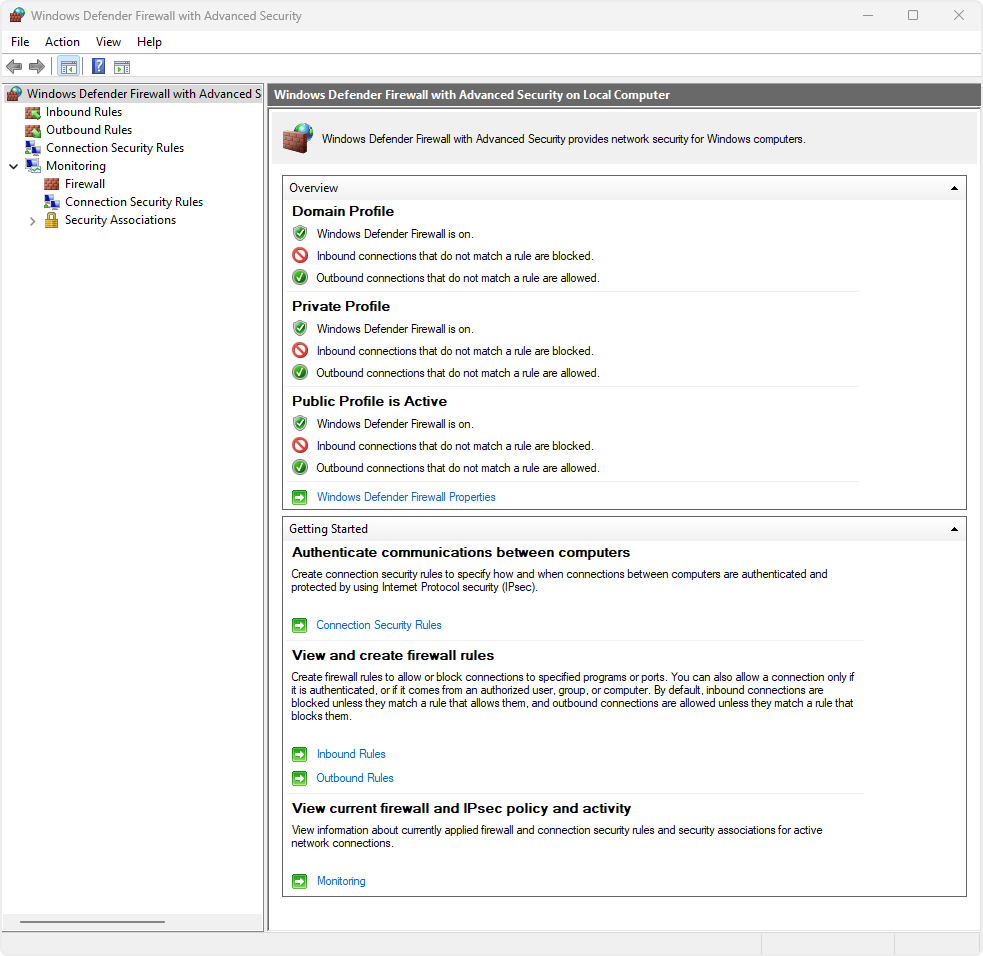 Windows Defender Firewall with Advanced Security
File Action View Help
Windows Defender Firewall with Advanced S
Inbound Rules
Outbound Rules
Connection Security Rules
Monitoring
Firewall
Connection Security Rules
Security Associations
Windows Defender Firewall with Advanced Security on Local Computer
Windows Defender Firewall with Advanced Security provides network security for Windows computers.
Overview
Domain Profile
Windows Defender Firewall is on.
Inbound connections that do not match a rule are blocked.
Outbound connections that do not match a rule are allowed.
Private Profile
Windows Defender Firewall is on.
Inbound connections that do not match a rule are blocked.
Outbound connections that do not match a rule are allowed.
Public Profile is Active
Windows Defender Firewall is on.
Inbound connections that do not match a rule are blocked.
Outbound connections that do not match a rule are allowed.
Windows Defender Firewall Properties
Getting Started
Authenticate communications between computers
Create connection security rules to specify how and when connections between computers are authenticated and
protected by using Internet Protocol security (IPsec).
Connection Security Rules
View and create firewall rules
Create firewall rules to allow or block connections to specified programs or ports. You can also allow a connection only if
it is authenticated, or if it comes from an authorized user, group, or computer. By default, inbound connections are
blocked unless they match a rule that allows them, and outbound connections are allowed unless they match a rule that
blocks them.
Inbound Rules
Outbound Rules
View current firewall and IPsec policy and activity
View information about currently applied firewall and connection security rules and security associations for active
network connections.
Monitoring